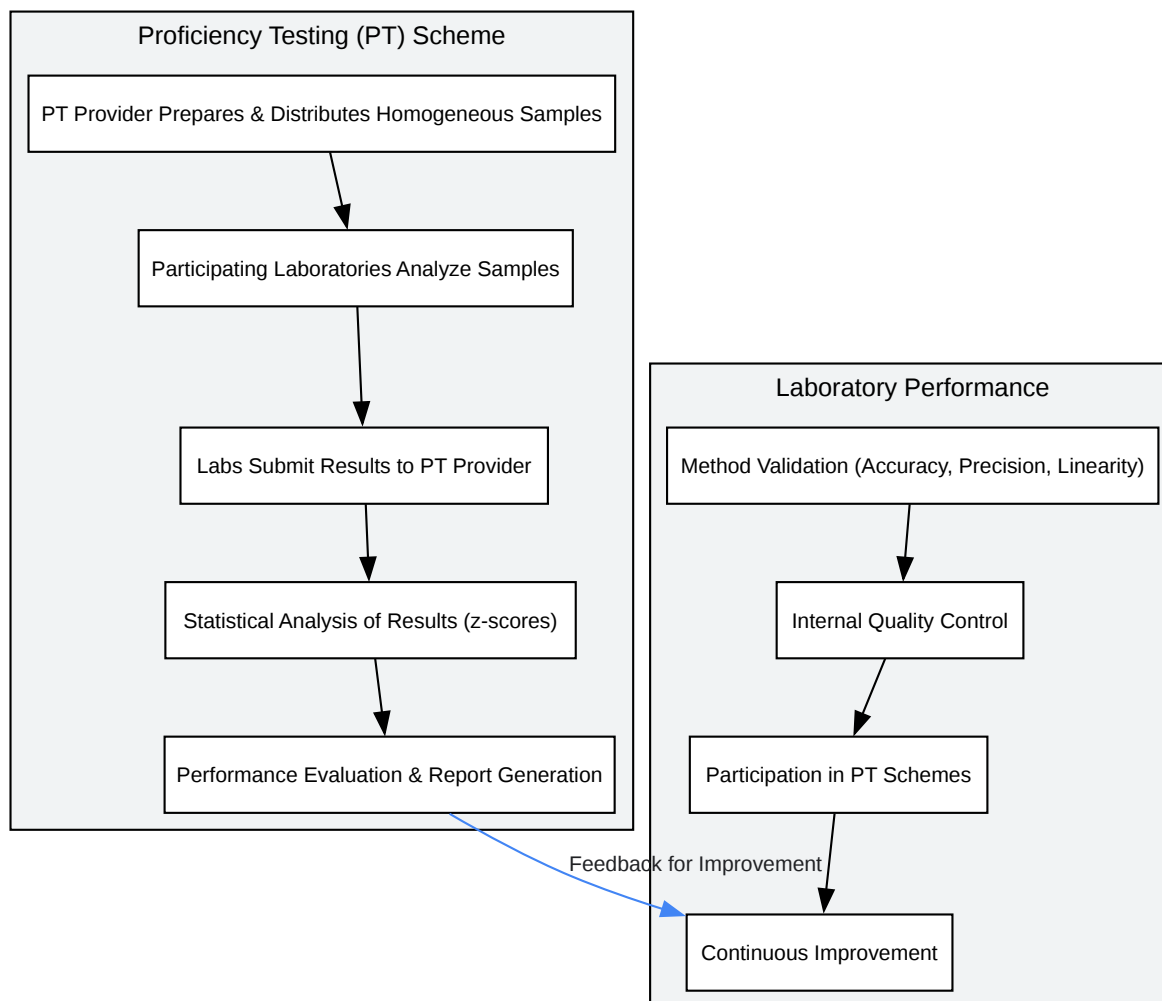 Proficiency Testing (PT) Scheme
PT Provider Prepares & Distributes Homogeneous Samples
Participating Laboratories Analyze Samples
Labs Submit Results to PT Provider
Statistical Analysis of Results (z-scores)
Performance Evaluation & Report Generation
Feedback for Improvement
Laboratory Performance
Method Validation (Accuracy, Precision, Linearity)
Internal Quality Control
Participation in PT Schemes
Continuous Improvement